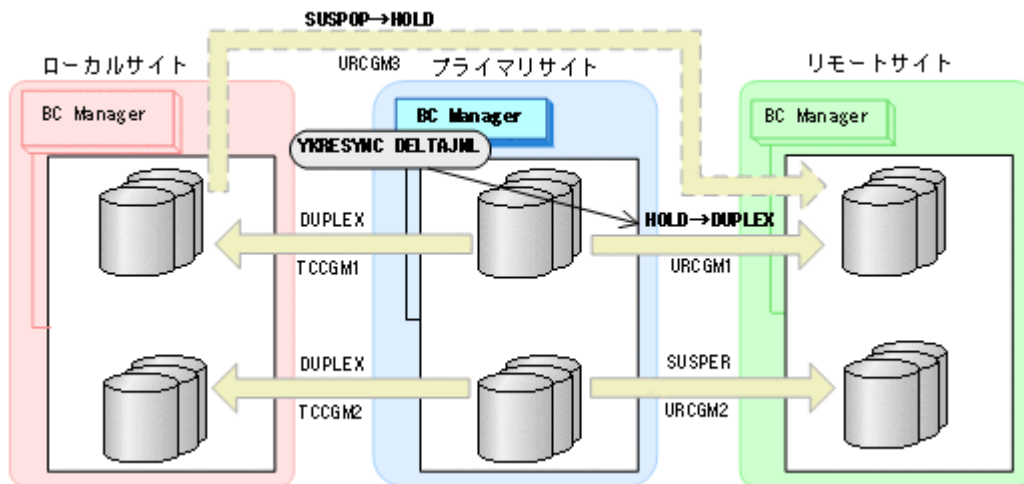 SUSPOP→HOLD
ローカルサイト
URCGM3
プライマリサイト
リモートサイト
BC Manager
BC Manager
BC Manager
YKRESYNC DELTAJNL
DUPLEX
HOLD→DUPLEX
TCCGM1
URCGM1
DUPLEX
SUSPER
TCCGM2
URCGM2